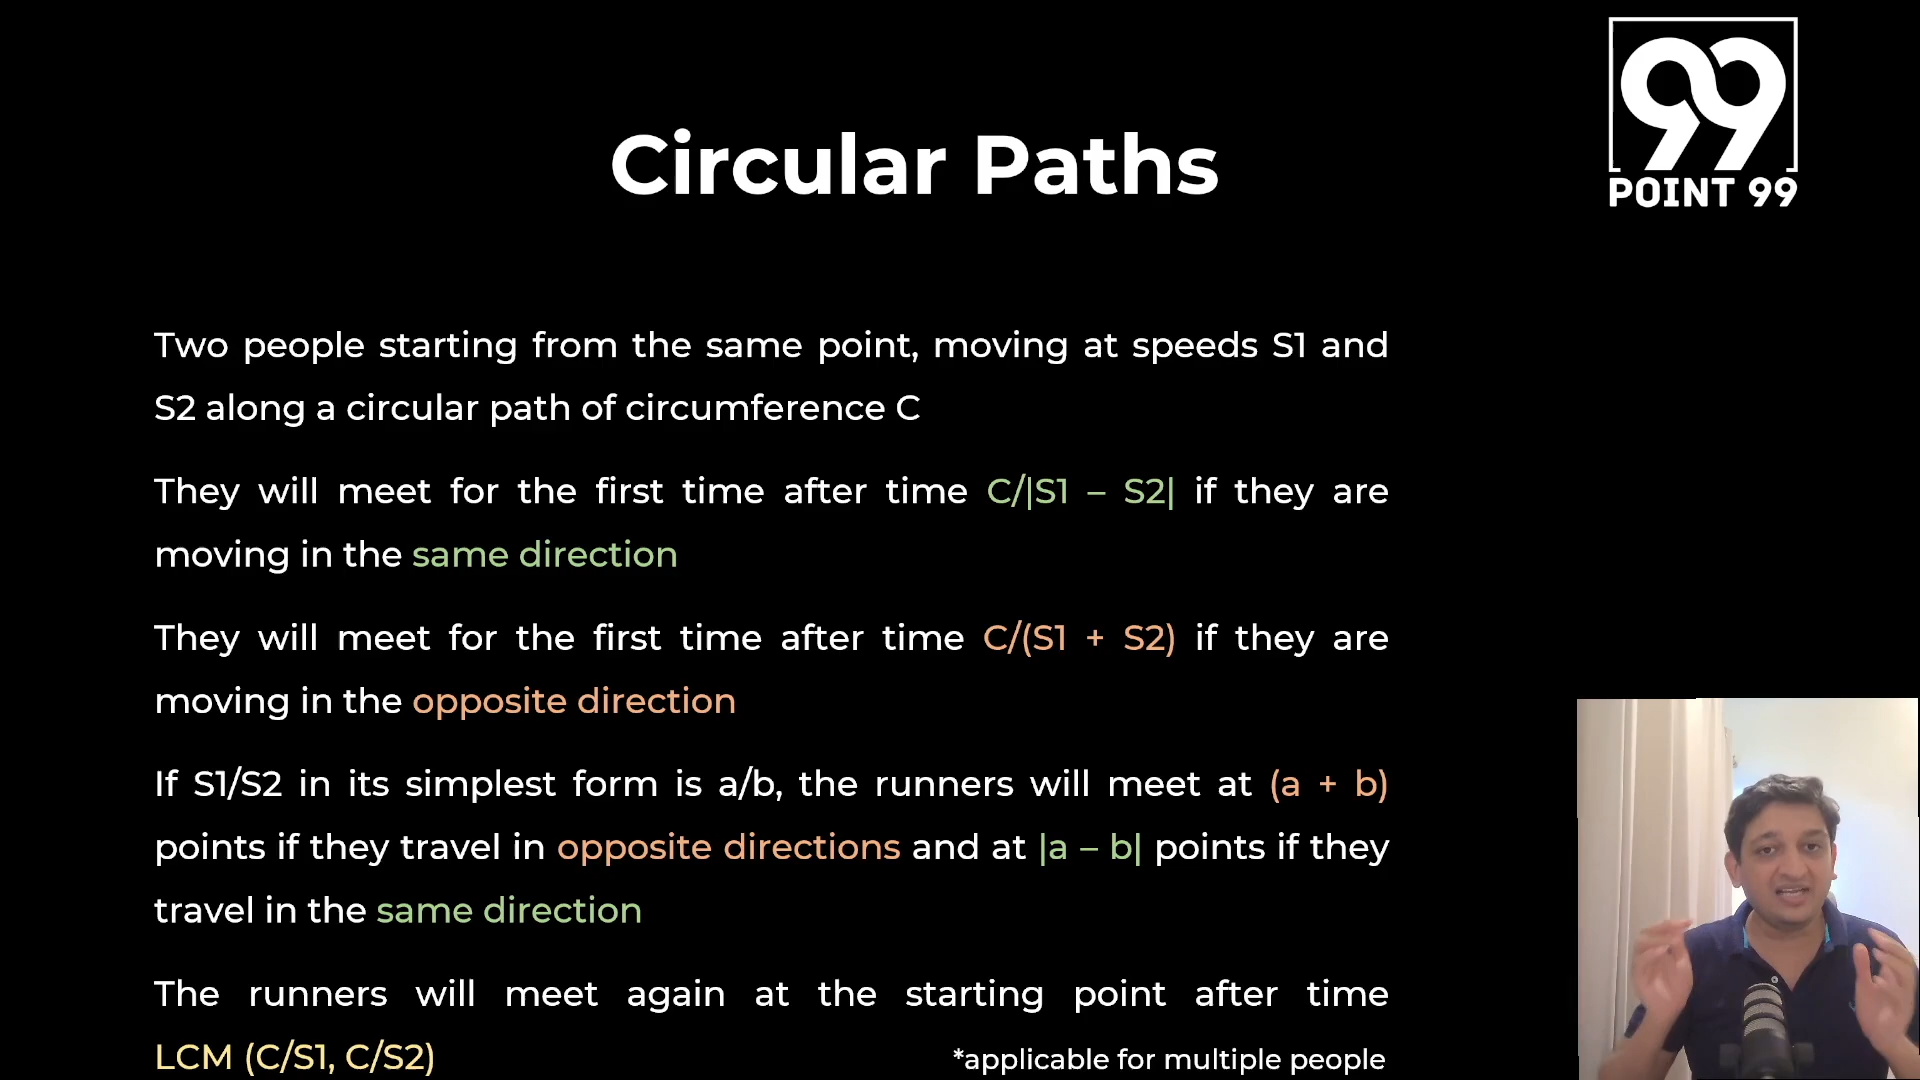 99
POINT 99
Circular Paths
Two people starting from the same point, moving at speeds S1 and
S2 along a circular path of circumference C
They will meet for the first time after time C/|S1 – S2| if they are
moving in the same direction
They will meet for the first time after time C/(S1 + S2) if they are
moving in the opposite direction
If S1/S2 in its simplest form is a/b, the runners will meet at (a + b)
points if they travel in opposite directions and at |a – b| points if they
travel in the same direction
The runners will meet again at the starting point after time
LCM (C/S1, C/S2)
*applicable for multiple people